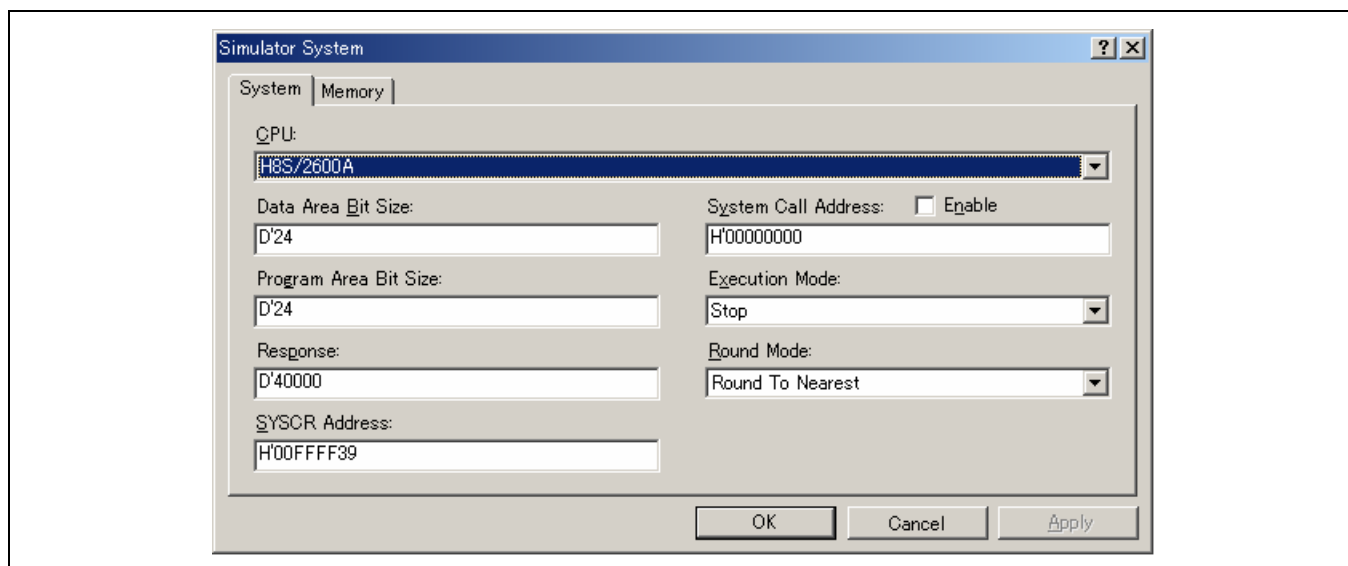 Simulator System
System
Memory
CPU:
H8S/2600A
Data Area Bit Size:
D'24
System Call Address:
Enable
H'00000000
Program Area Bit Size:
D'24
Execution Mode:
Stop
Response:
D'40000
Round Mode:
Round To Nearest
SYSCR Address:
H'00FFFF39
OK
Cancel
Apply